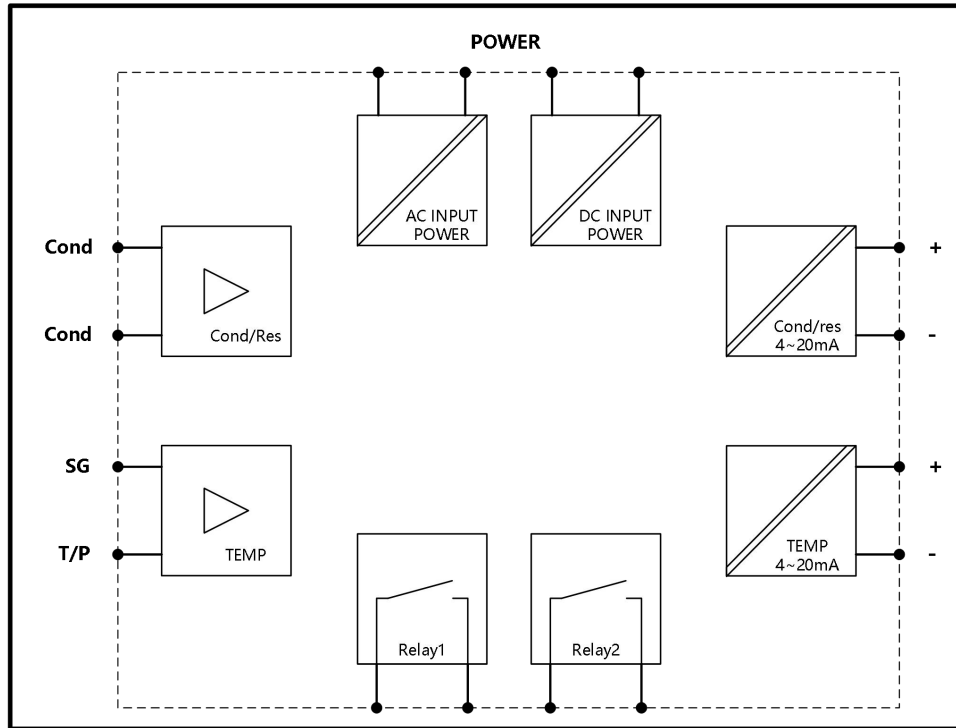 POWER
AC INPUT
POWER
DC INPUT
POWER
Cond
Cond
Cond/Res
Cond/res
4~20mA
+
-
SG
T/P
TEMP
TEMP
4~20mA
+
-
Relay1
Relay2